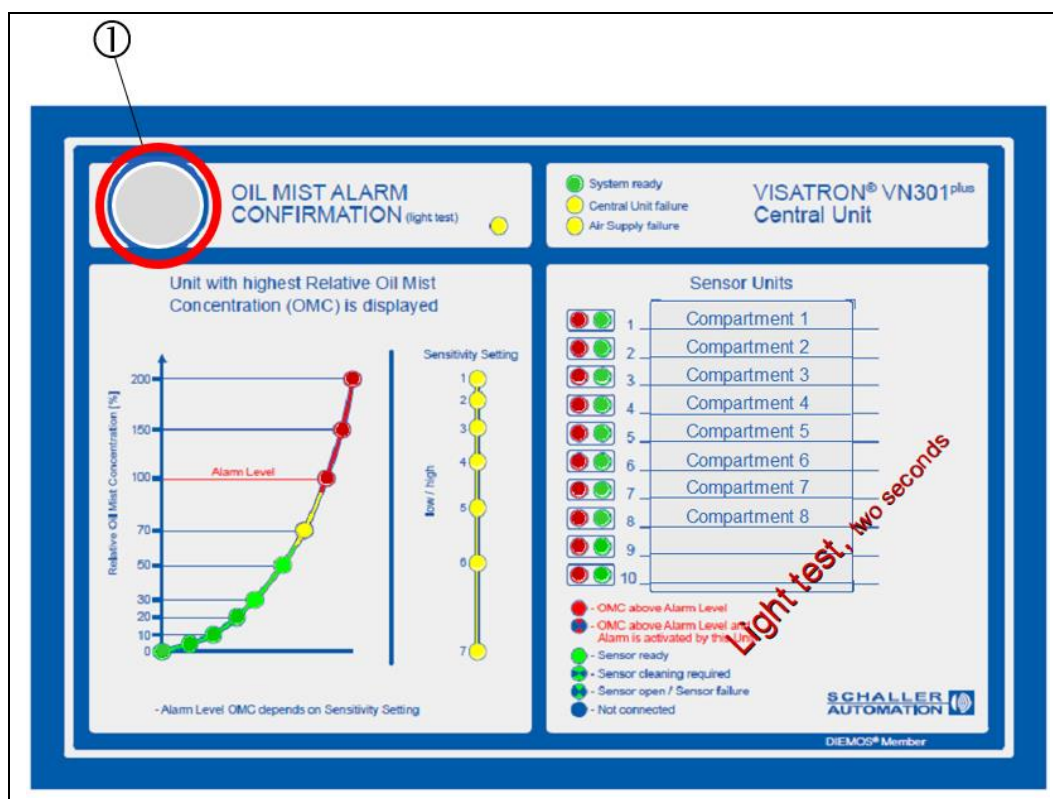 ①
OIL MIST ALARM
CONFIRMATION (light test)
System ready
Central Unit failure
Air Supply failure
VISATRON® VN301plus
Central Unit
Unit with highest Relative Oil Mist
Concentration (OMC) is displayed
Relative Oil Mist Concentration [%]
200
150
100
70
50
30
20
10
0
Alarm Level
Sensitivity Setting
low / high
1
2
3
4
5
6
7
- Alarm Level OMC depends on Sensitivity Setting
Sensor Units
1 Compartment 1
2 Compartment 2
3 Compartment 3
4 Compartment 4
5 Compartment 5
6 Compartment 6
7 Compartment 7
8 Compartment 8
9
10
Light test, two seconds
- OMC above Alarm Level
- OMC above Alarm Level and
Alarm is activated by this Unit
- Sensor ready
- Sensor cleaning required
- Sensor open / Sensor failure
- Not connected
SCHALLER
AUTOMATION
DIEMOS® Member